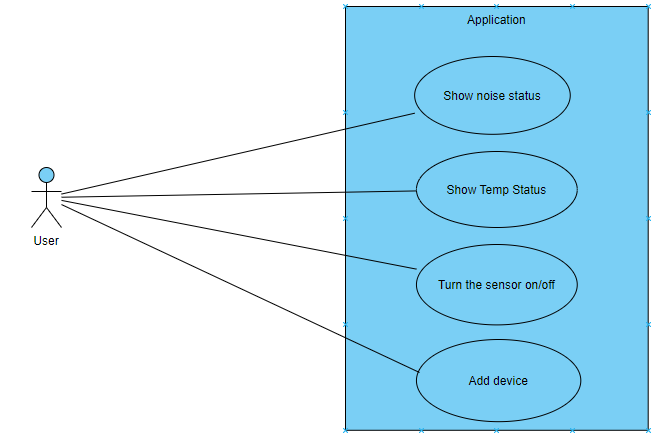 Application
Show noise status
Show Temp Status
User
Turn the sensor on/off
Add device